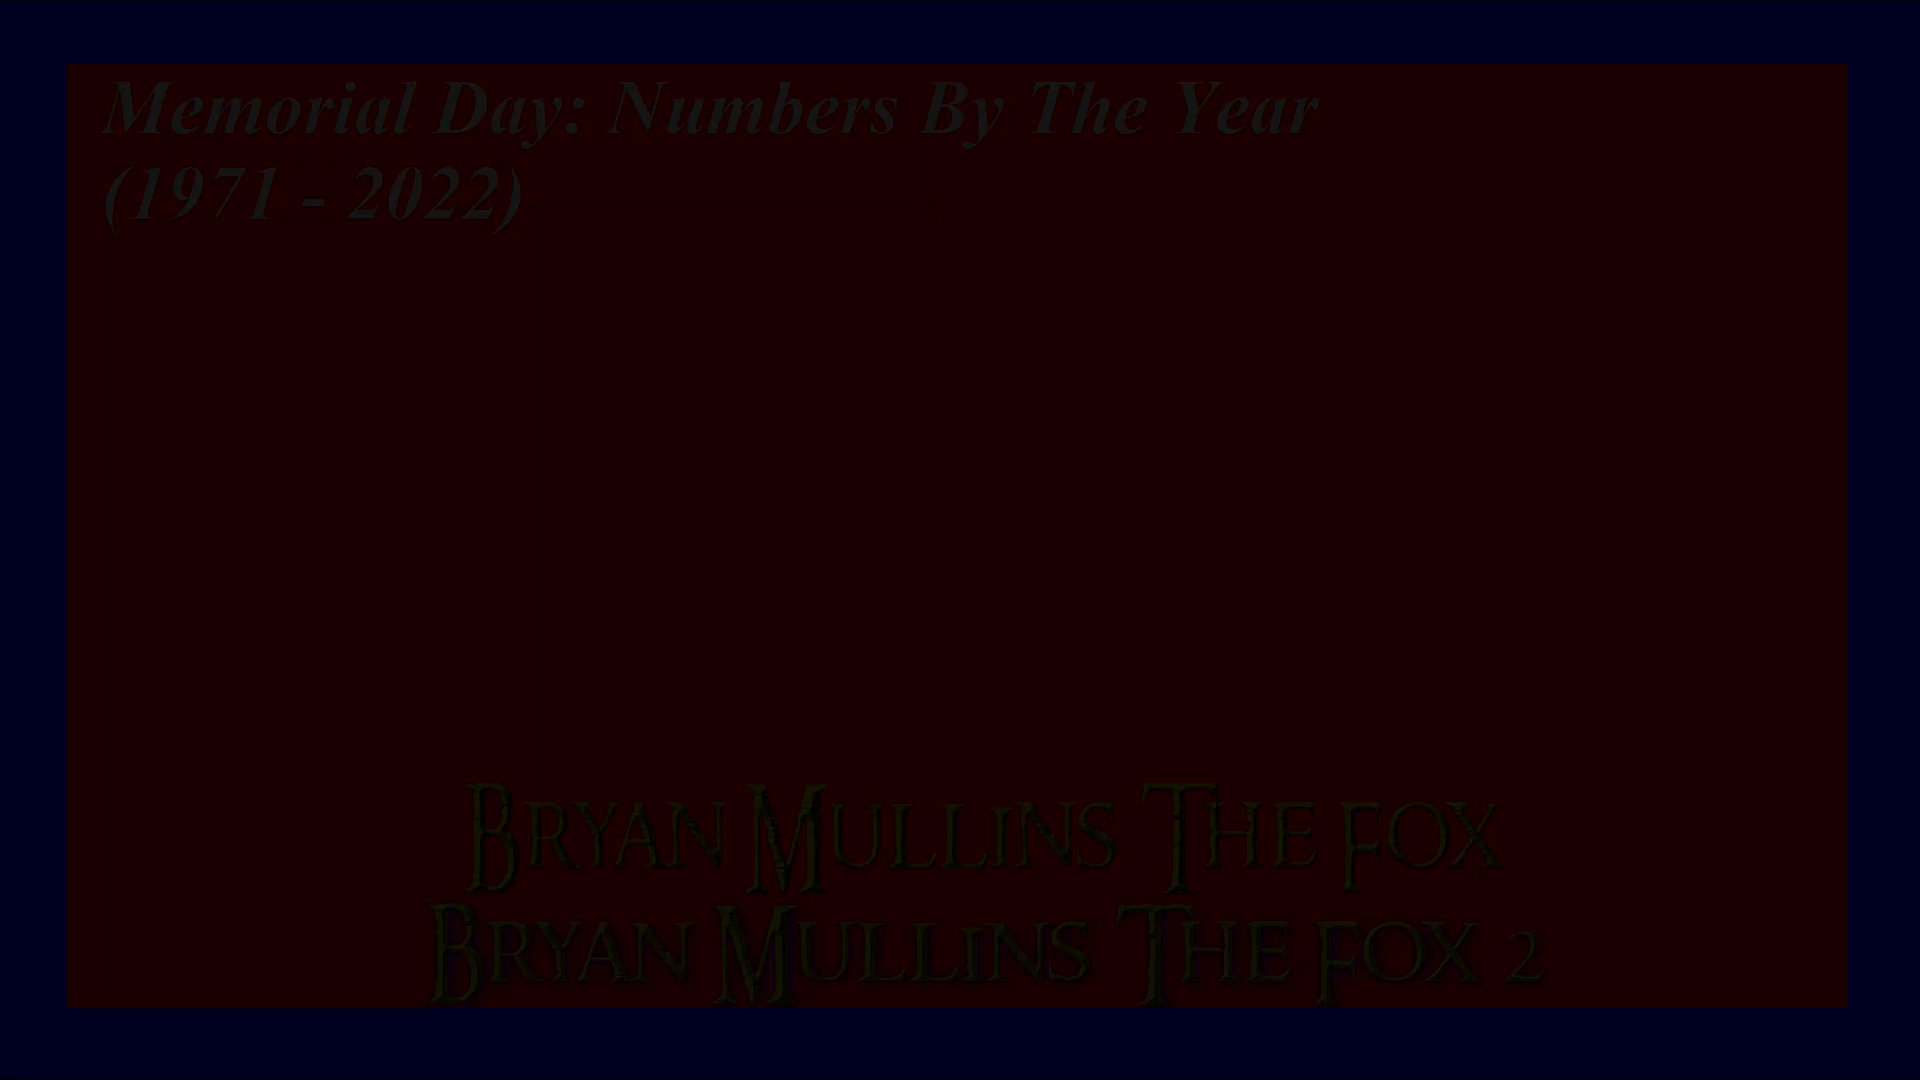 Memorial Day: Numbers By The Year
(1971 - 2022)
Bryan Mullins The Fox
Bryan Mullins The Fox 2